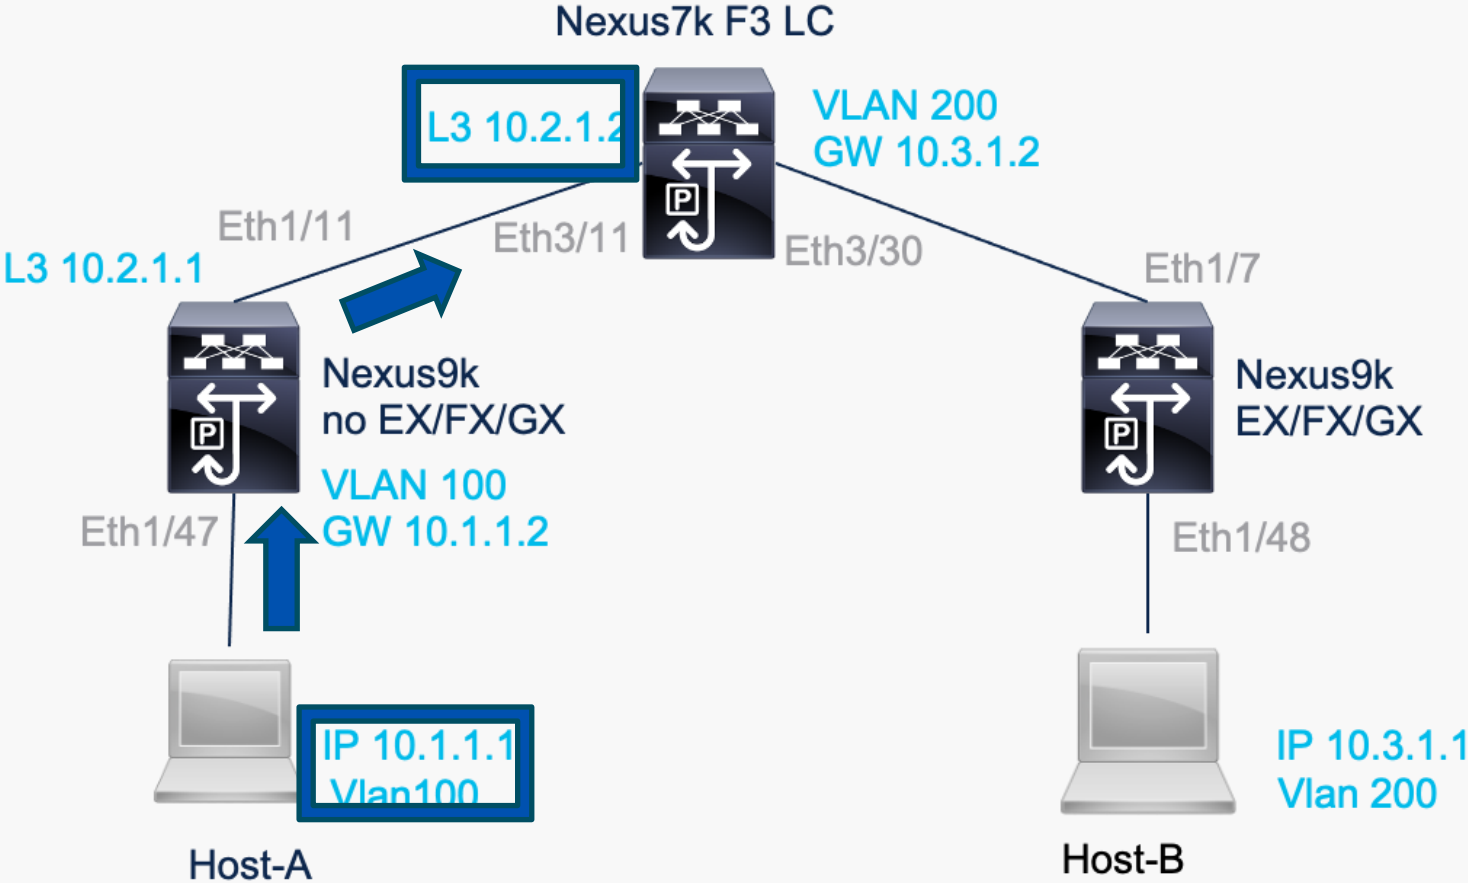 Nexus7k F3 LC
L3 10.2.1.2
VLAN 200
GW 10.3.1.2
Eth1/11
Eth3/11
Eth3/30
Eth1/7
L3 10.2.1.1
Nexus9k
no EX/FX/GX
P
Nexus9k
EX/FX/GX
P
P
VLAN 100
GW 10.1.1.2
Eth1/47
Eth1/48
IP 10.1.1.1
Vlan100
IP 10.3.1.1
Vlan 200
Host-A
Host-B